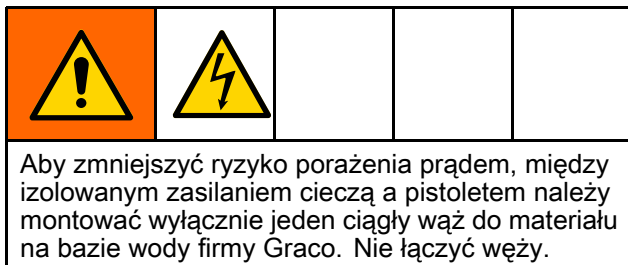 Aby zmniejszyć ryzyko porażenia prądem, między
izolowanym zasilaniem cieczą a pistoletem należy
montować wyłącznie jeden ciągły wąż do materiału
na bazie wody firmy Graco. Nie łączyć węży.